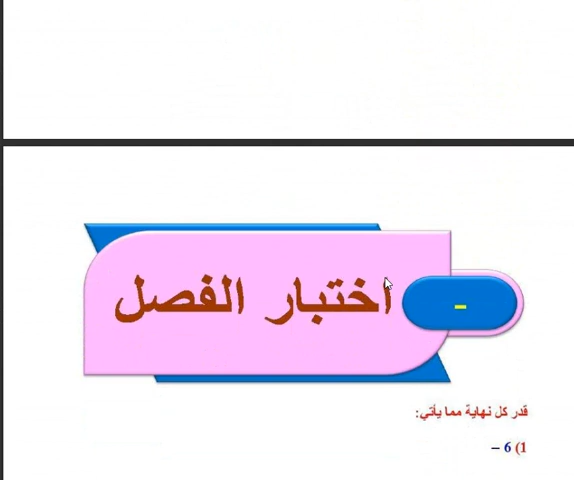 اختبار الفصل
-
قدر كل نهاية مما يأتي:
1) 6 –